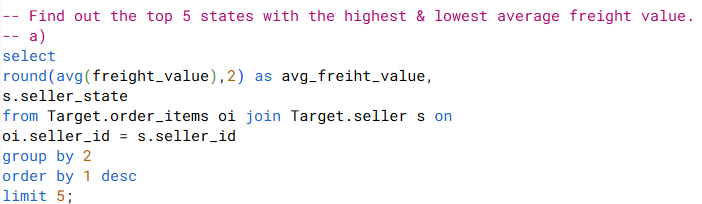 -- Find out the top 5 states with the highest & lowest average freight value.
-- a)
select
round(avg(freight_value),2) as avg_freiht_value,
s.seller_state
from Target.order_items oi join Target.seller s on
oi.seller_id = s.seller_id
group by 2
order by 1 desc
limit 5;